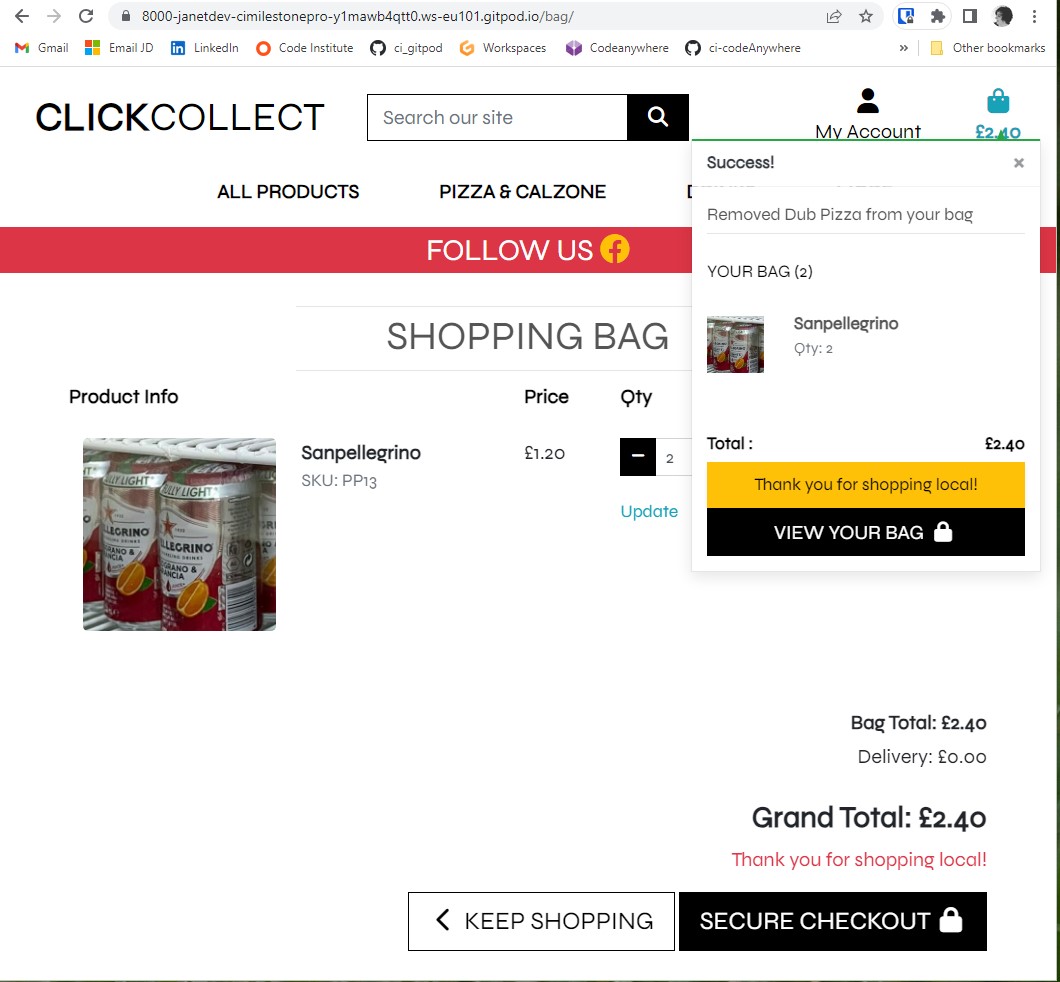 8000-janetdev-cimilestonepro-y1mawb4qtt0.ws-eu101.gitpod.io/bag/
Gmail Email JD LinkedIn Code Institute ci_gitpod Workspaces Codeanywhere ci-codeAnywhere » Other bookmarks
CLICKCOLLECT
Search our site
My Account
£2.40
ALL PRODUCTS PIZZA & CALZONE
FOLLOW US
Success! ×
Removed Dub Pizza from your bag
YOUR BAG (2)
Sanpellegrino
Qty: 2
Total : £2.40
Thank you for shopping local!
VIEW YOUR BAG
SHOPPING BAG
Product Info Price Qty
Sanpellegrino £1.20 2
SKU: PP13
Update
Bag Total: £2.40
Delivery: £0.00
Grand Total: £2.40
Thank you for shopping local!
KEEP SHOPPING SECURE CHECKOUT